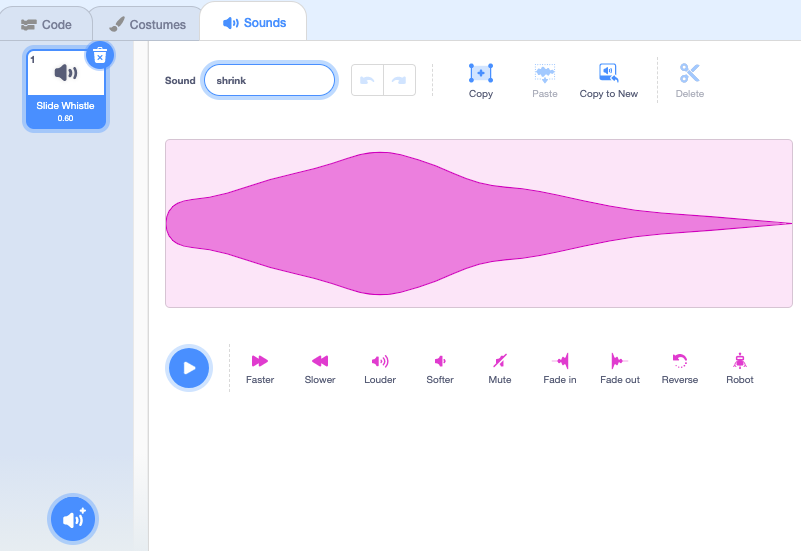 Code
Costumes
Sounds
1
Slide Whistle
0.60
Sound
shrink
Copy
Paste
Copy to New
Delete
Faster
Slower
Louder
Softer
Mute
Fade in
Fade out
Reverse
Robot